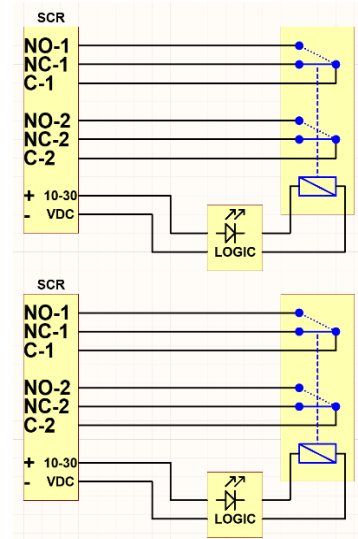 SCR
NO-1
NC-1
C-1
NO-2
NC-2
C-2
+ 10-30
- VDC
LOGIC
SCR
NO-1
NC-1
C-1
NO-2
NC-2
C-2
+ 10-30
- VDC
LOGIC